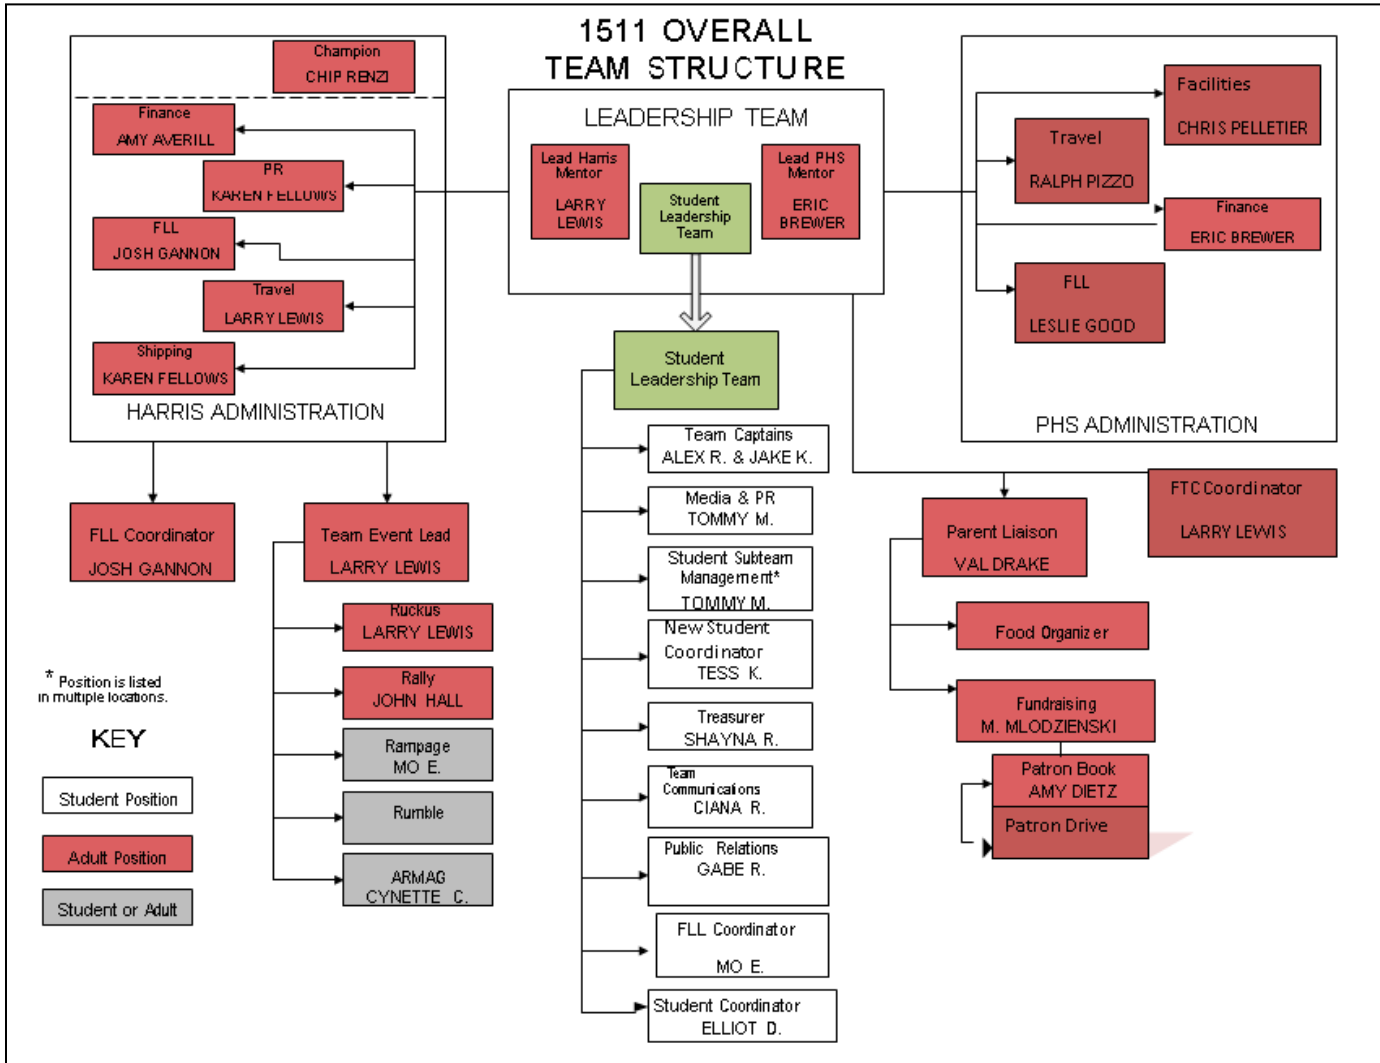 1511 OVERALL
TEAM STRUCTURE
Champion
CHIP RENZI
Finance
AMY AVERILL
PR
KAREN FELLOWS
FLL
JOSH GANNON
Travel
LARRY LEWIS
Shipping
KAREN FELLOWS
HARRIS ADMINISTRATION
LEADERSHIP TEAM
Lead Harris
Mentor
LARRY
LEWIS
Student
Leadership
Team
Lead PHS
Mentor
ERIC
BREWER
Facilities
CHRIS PELLETIER
Travel
RALPH PIZZO
Finance
ERIC BREWER
FLL
LESLIE GOOD
PHS ADMINISTRATION
FLL Coordinator
JOSH GANNON
Team Event Lead
LARRY LEWIS
Ruckus
LARRY LEWIS
Rally
JOHN HALL
Rampage
MO E.
Rumble
ARMAG
CYNETTE C.
Student
Leadership Team
Team Captains
ALEX R. & JAKE K.
Media & PR
TOMMY M.
Student Subteam
Management*
TOMMY M.
New Student
Coordinator
TESS K.
Treasurer
SHAYNA R.
Team
Communications
CIANA R.
Public Relations
GABE R.
FLL Coordinator
MO E.
Student Coordinator
ELLIOT D.
Parent Liaison
VAL DRAKE
FTC Coordinator
LARRY LEWIS
Food Organizer
Fundraising
M. MLODZIENSKI
Patron Book
AMY DIETZ
Patron Drive
* Position is listed
in multiple locations.
KEY
Student Position
Adult Position
Student or Adult